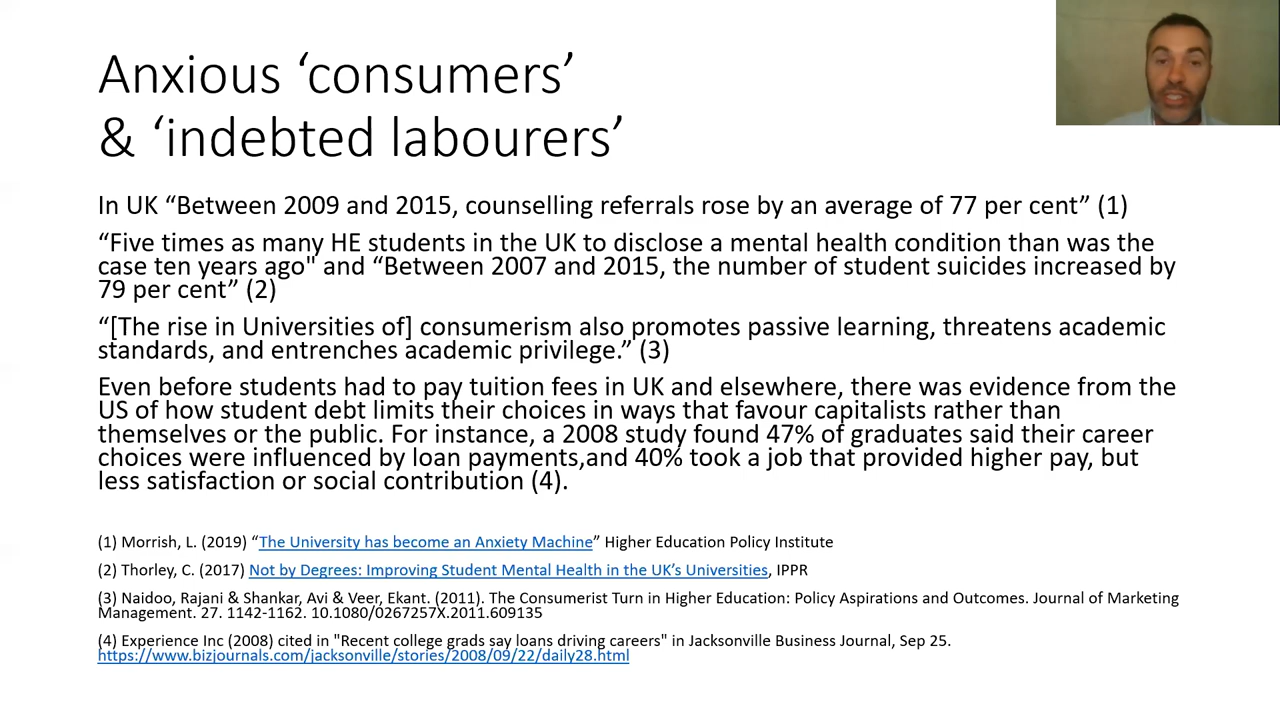 Anxious ‘consumers’
& ‘indebted labourers’
In UK “Between 2009 and 2015, counselling referrals rose by an average of 77 per cent” (1)
“Five times as many HE students in the UK to disclose a mental health condition than was the
case ten years ago" and “Between 2007 and 2015, the number of student suicides increased by
79 per cent” (2)
“[The rise in Universities of] consumerism also promotes passive learning, threatens academic
standards, and entrenches academic privilege.” (3)
Even before students had to pay tuition fees in UK and elsewhere, there was evidence from the
US of how student debt limits their choices in ways that favour capitalists rather than
themselves or the public. For instance, a 2008 study found 47% of graduates said their career
choices were influenced by loan payments,and 40% took a job that provided higher pay, but
less satisfaction or social contribution (4).
(1) Morrish, L. (2019) “The University has become an Anxiety Machine” Higher Education Policy Institute
(2) Thorley, C. (2017) Not by Degrees: Improving Student Mental Health in the UK’s Universities, IPPR
(3) Naidoo, Rajani & Shankar, Avi & Veer, Ekant. (2011). The Consumerist Turn in Higher Education: Policy Aspirations and Outcomes. Journal of Marketing
Management. 27. 1142-1162. 10.1080/0267257X.2011.609135
(4) Experience Inc (2008) cited in "Recent college grads say loans driving careers" in Jacksonville Business Journal, Sep 25.
https://www.bizjournals.com/jacksonville/stories/2008/09/22/daily28.html